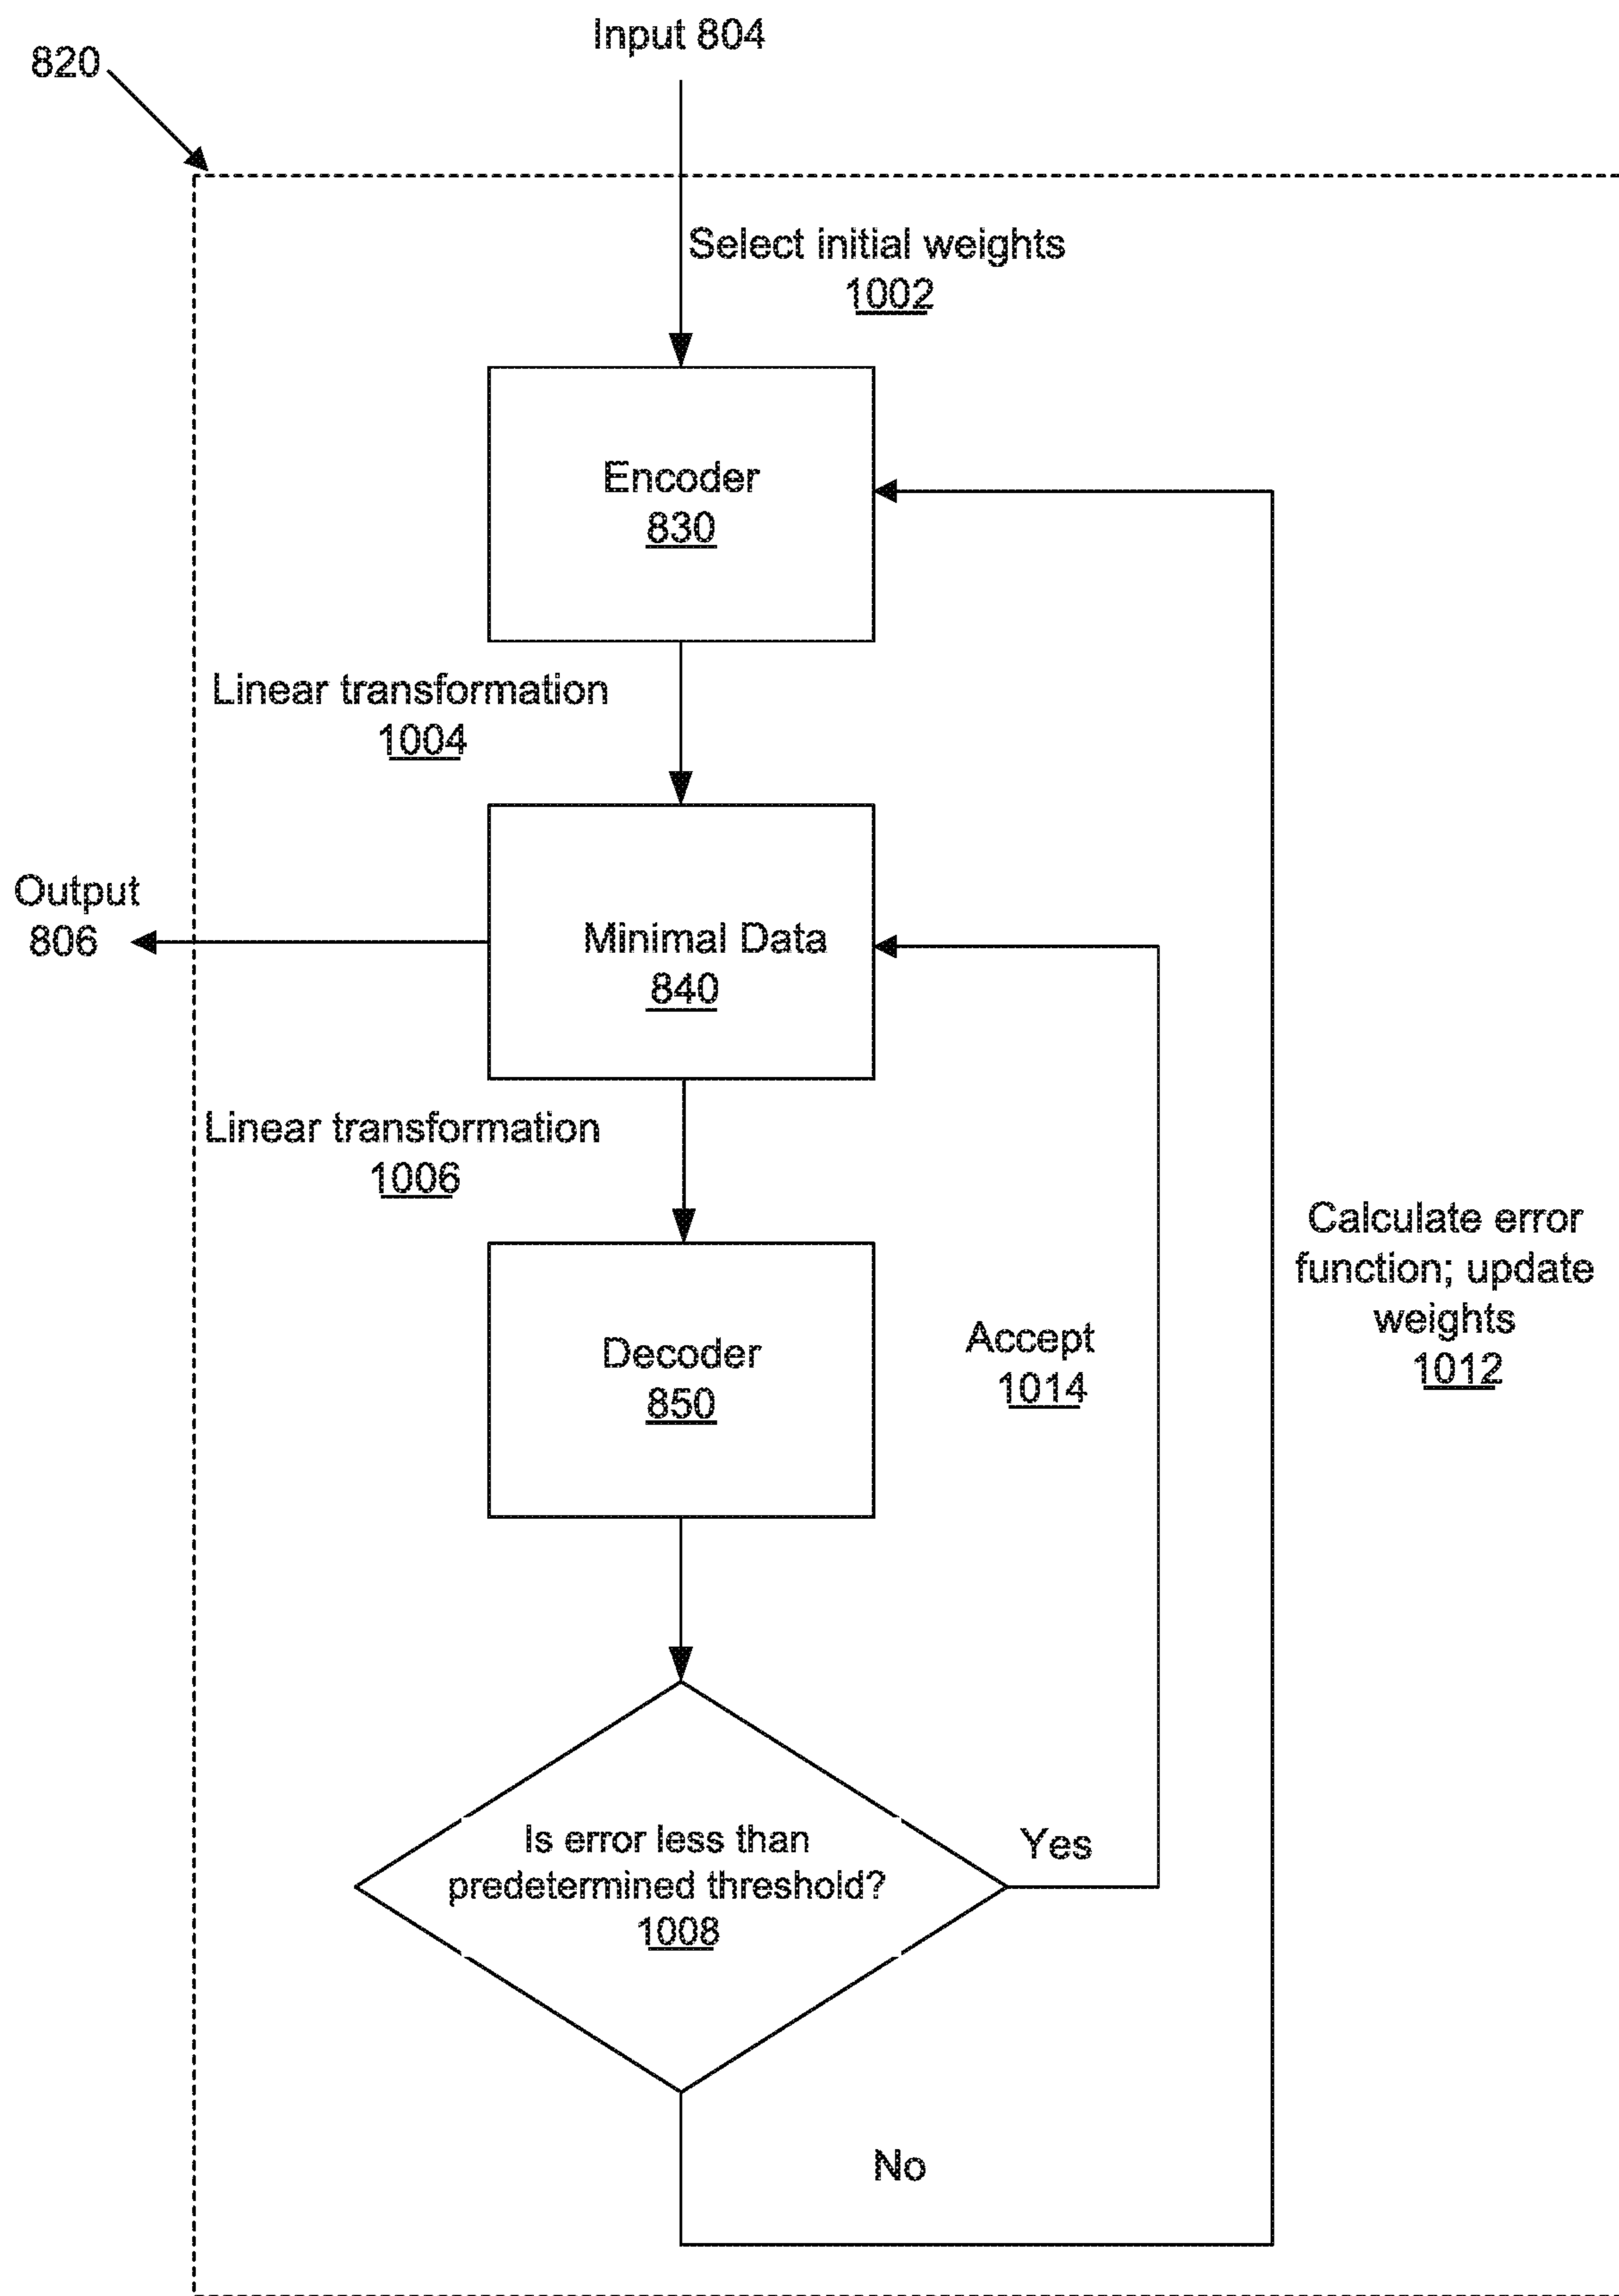 Input 804
820
Select initial weights
1002
Encoder
830
Linear transformation
1004
Output
806
Minimal Data
840
Linear transformation
1006
Calculate error
function; update
weights
1012
Accept
1014
Decoder
850
Is error less than
predetermined threshold?
1008
Yes
No